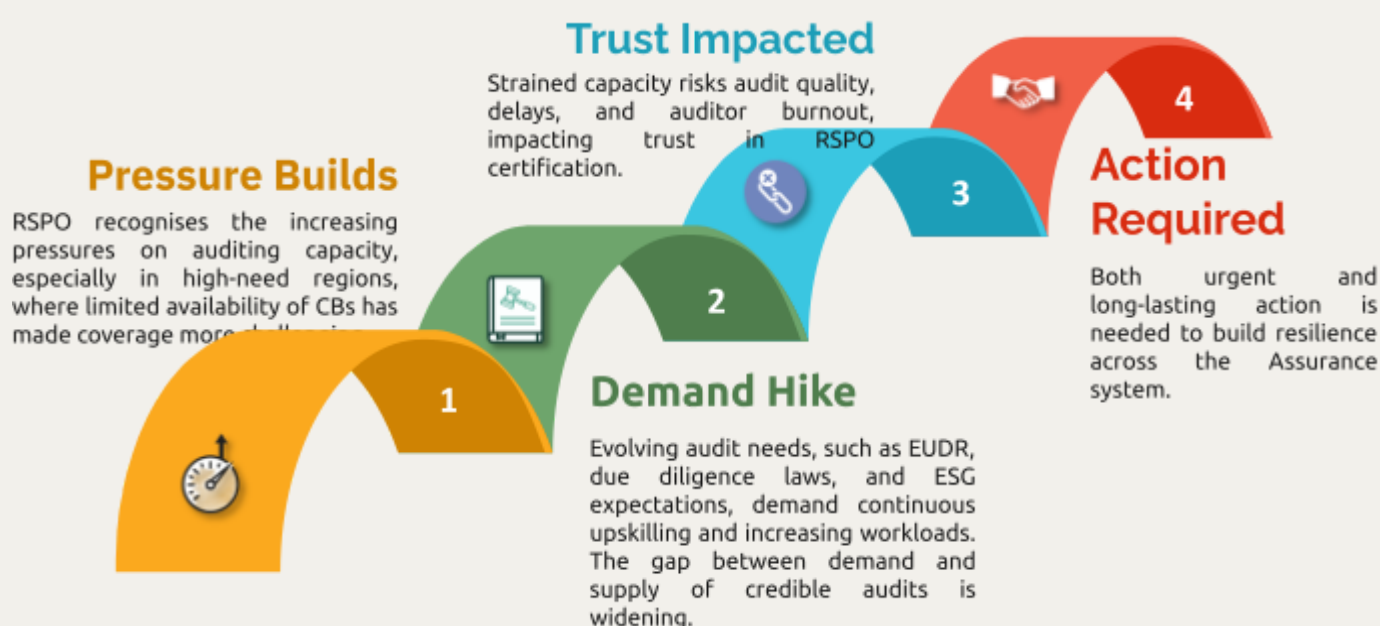 Pressure Builds
RSPO recognises the increasing
pressures on auditing capacity,
especially in high-need regions,
where limited availability of CBs has
made coverage more
1
2
Demand Hike
Evolving audit needs, such as EUDR,
due diligence laws, and ESG
expectations, demand continuous
upskilling and increasing workloads.
The gap between demand and
supply of credible audits is
widening.
Trust Impacted
Strained capacity risks audit quality,
delays, and auditor burnout,
impacting trust in RSPO
certification.
3
4
Action
Required
Both urgent and
long-lasting action is
needed to build resilience
across the Assurance
system.